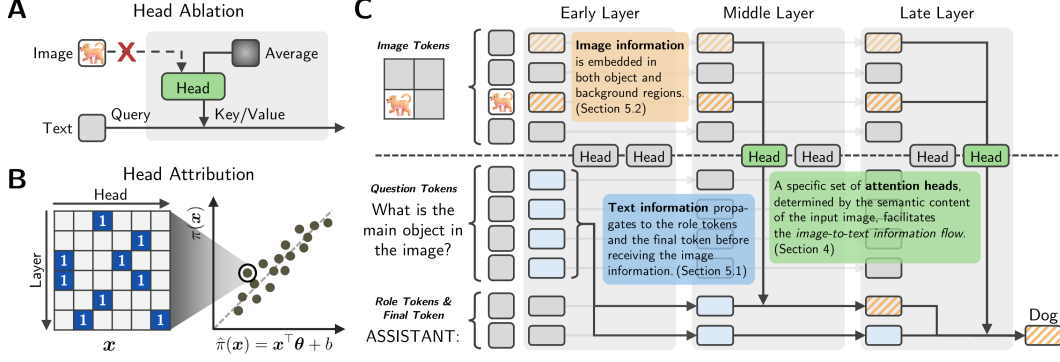 A
Head Ablation
Image
X
Average
Head
Query
Key/Value
Text
B
Head Attribution
Head
Layer
1
1
1
1
1
1
1
1
1
x
π(x)
π̂(x) = x⊤θ + b
C
Early Layer
Middle Layer
Late Layer
Image Tokens
Image information
is embedded in
both object and
background regions.
(Section 5.2)
Head
Head
Head
Head
Head
Head
Question Tokens
What is the
main object in
the image?
Text information propa-
gates to the role tokens
and the final token before
receiving the image
information. (Section 5.1)
A specific set of attention heads,
determined by the semantic content
of the input image, facilitates
the image-to-text information flow.
(Section 4)
Role Tokens &
Final Token
ASSISTANT:
Dog